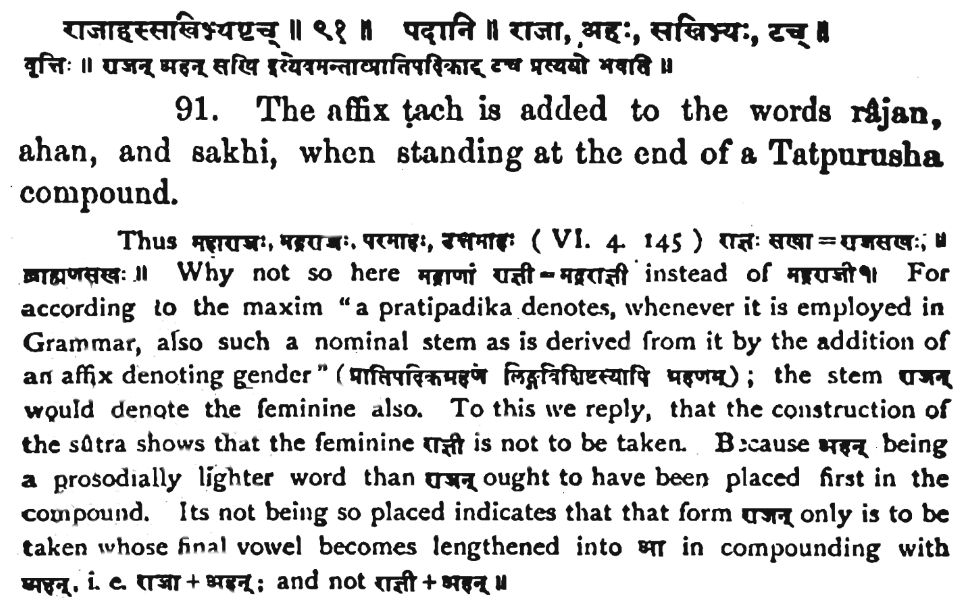 राजाहस्सखिभ्यष्टच् ॥ ९१ ॥ पदानि ॥ राजा, अहः, सखिभ्यः, टच् ॥
वृत्तिः ॥ राजन् अहन् सखि इत्येवमन्तात्प्रातिपदिकाद् टच प्रत्ययो भवति ॥
91. The affix ṭach is added to the words râjan,
ahan, and sakhi, when standing at the end of a Tatpurusha
compound.
Thus महाराजः, मद्रराजः, परमाहः, उत्तमाहः ( VI. 4. 145 ) राज्ञः सखा = राजसखः, ॥
ब्राह्मणसखः ॥ Why not so here मद्राणां राज्ञी = मद्रराज्ञी instead of मद्रराजी ? For
according to the maxim "a pratipadika denotes, whenever it is employed in
Grammar, also such a nominal stem as is derived from it by the addition of
an affix denoting gender" (प्रातिपदिकग्रहणे लिङ्गविशिष्टस्यापि ग्रहणम्) ; the stem राजन्
would denote the feminine also. To this we reply, that the construction of
the sûtra shows that the feminine राज्ञी is not to be taken. Because अहन् being
a prosodially lighter word than राजन् ought to have been placed first in the
compound. Its not being so placed indicates that that form राजन् only is to be
taken whose final vowel becomes lengthened into आ in compounding with
अहन्, i. e. राजा + अहन् ; and not राज्ञी + अहन् ॥